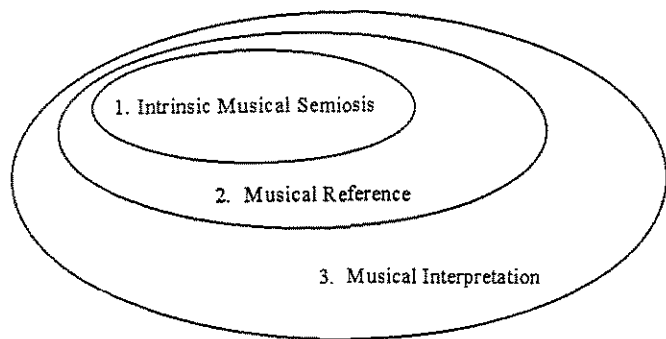 1. Intrinsic Musical Semiosis
2. Musical Reference
3. Musical Interpretation